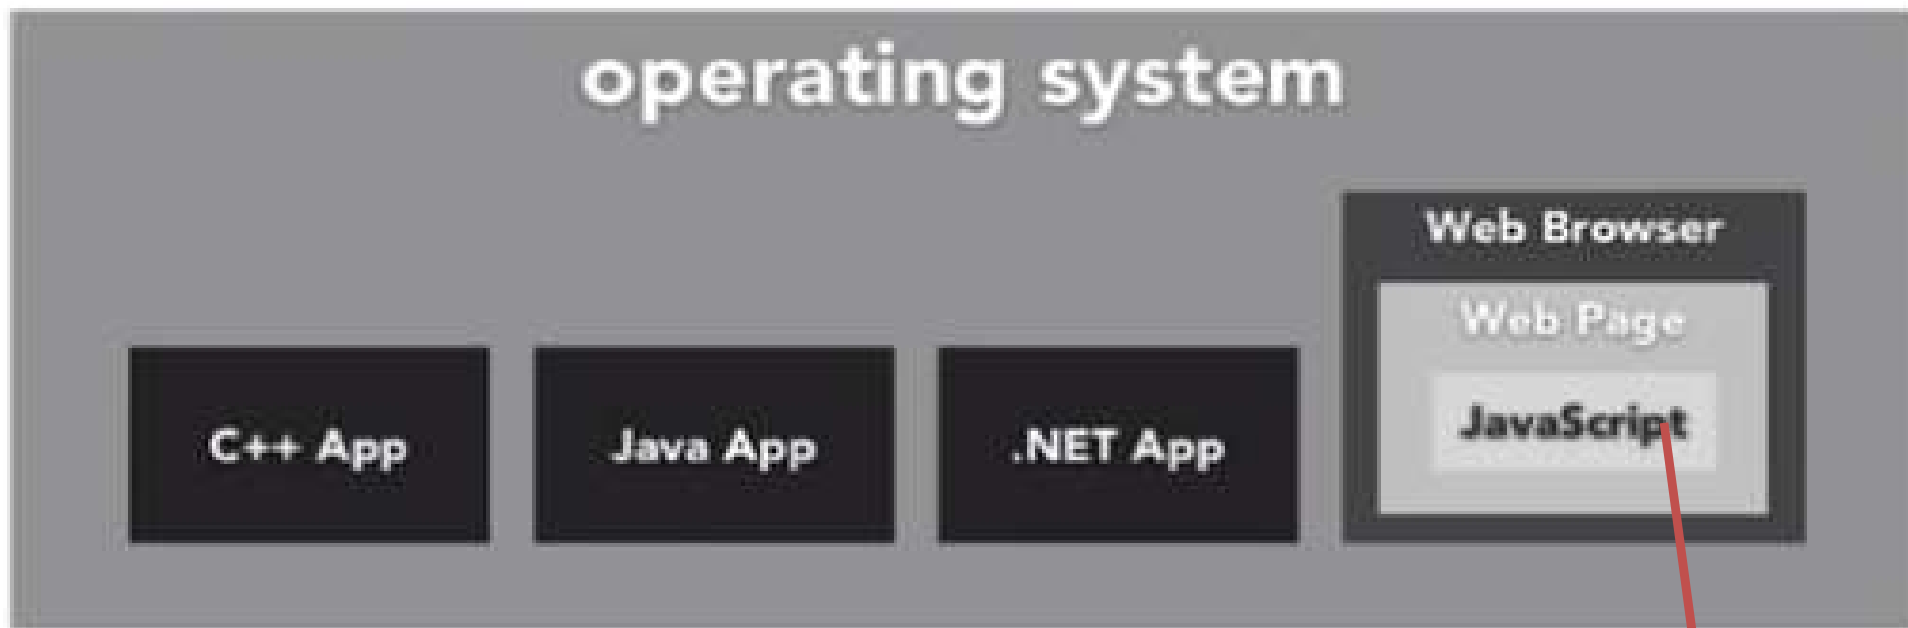 operating system
Web Browser
Web Page
JavaScript
C++ App
Java App
.NET App